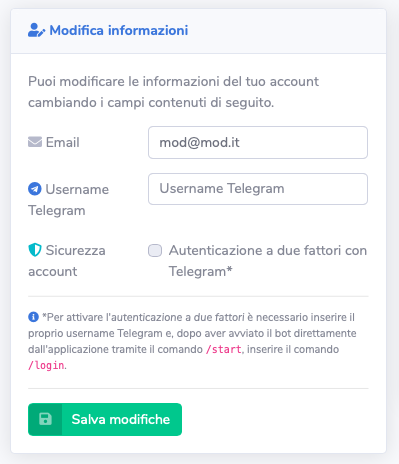 Modifica informazioni
Puoi modificare le informazioni del tuo account
cambiando i campi contenuti di seguito.
Email
mod@mod.it
Username
Telegram
Username Telegram
Sicurezza
account
Autenticazione a due fattori con
Telegram*
*Per attivare l'autenticazione a due fattori è necessario inserire il
proprio username Telegram e, dopo aver avviato il bot direttamente
dall'applicazione tramite il comando /start, inserire il comando
/login.
Salva modifiche